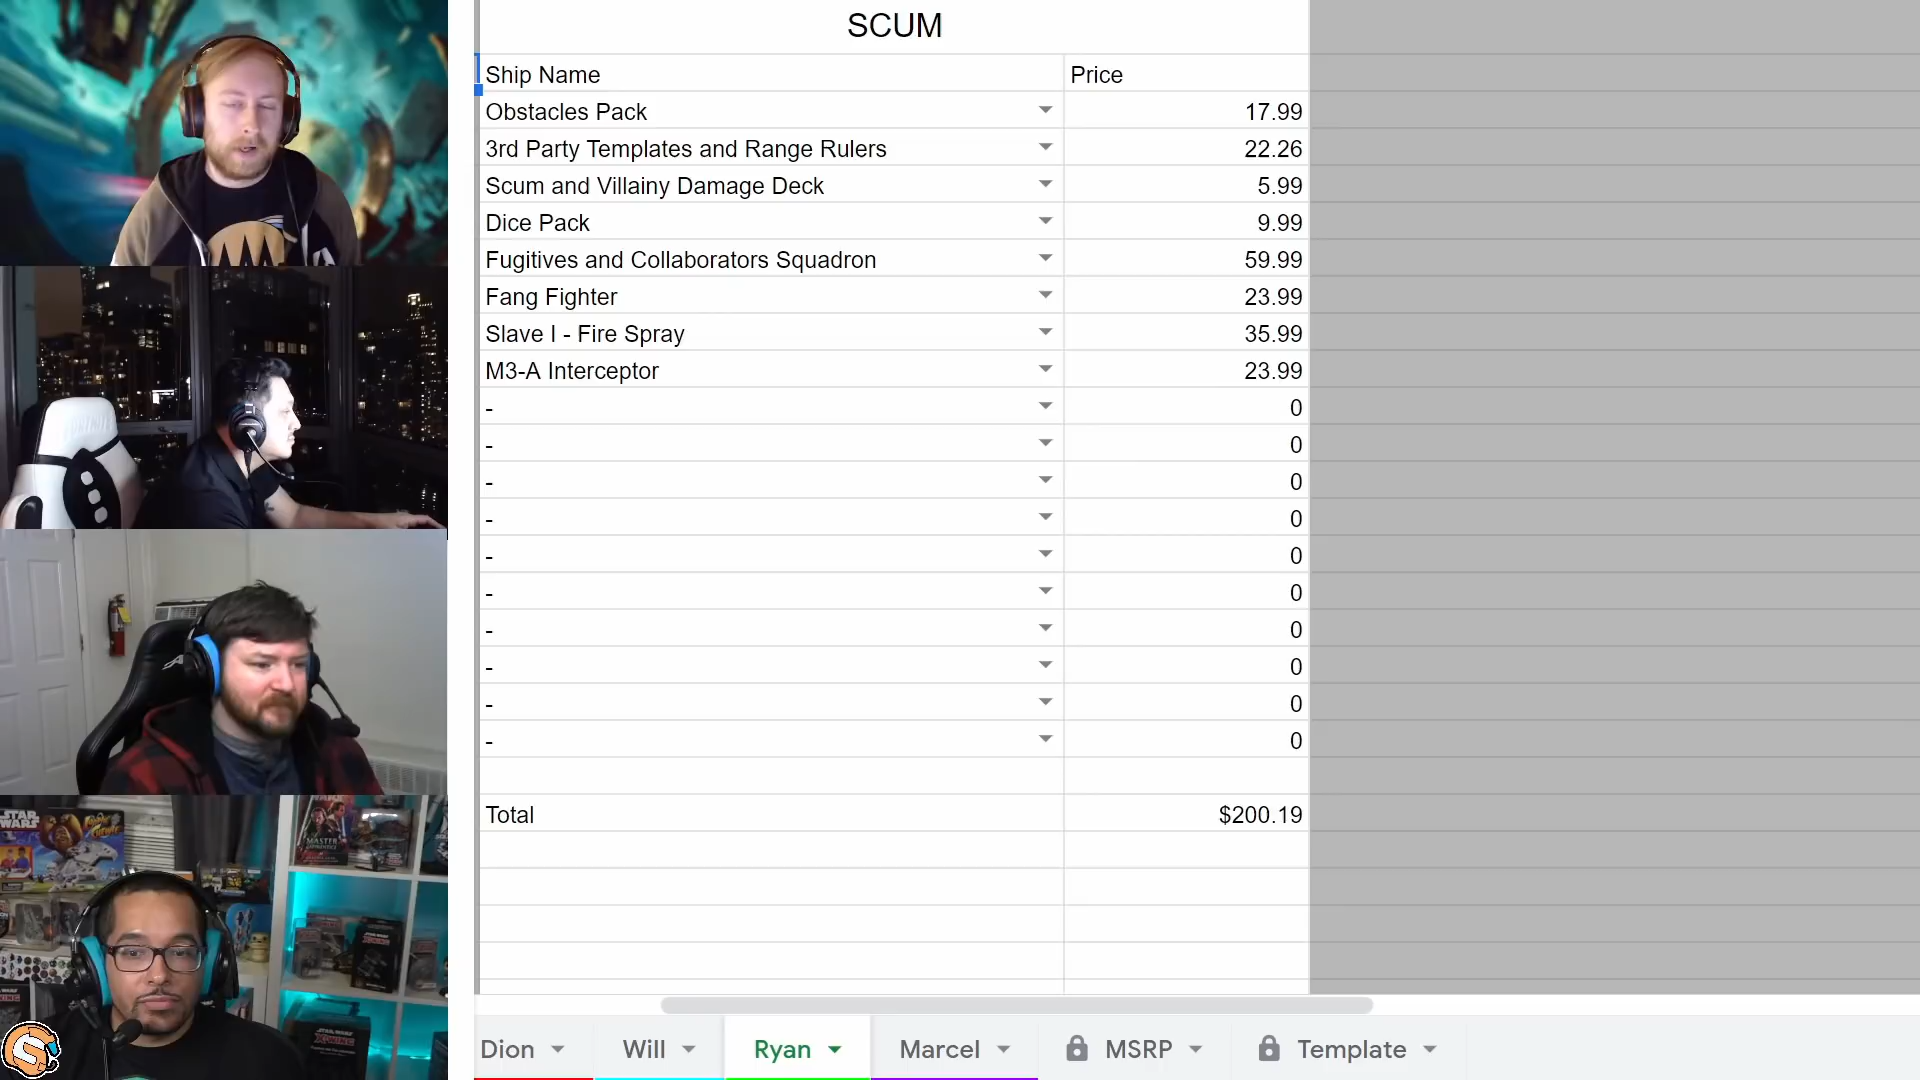 SCUM
Ship Name Price
Obstacles Pack 17.99
3rd Party Templates and Range Rulers 22.26
Scum and Villainy Damage Deck 5.99
Dice Pack 9.99
Fugitives and Collaborators Squadron 59.99
Fang Fighter 23.99
Slave I - Fire Spray 35.99
M3-A Interceptor 23.99
- 0
- 0
- 0
- 0
- 0
- 0
- 0
- 0
- 0
- 0
Total $200.19
Dion Will Ryan Marcel MSRP Template
STAR WARS
MASTER
S